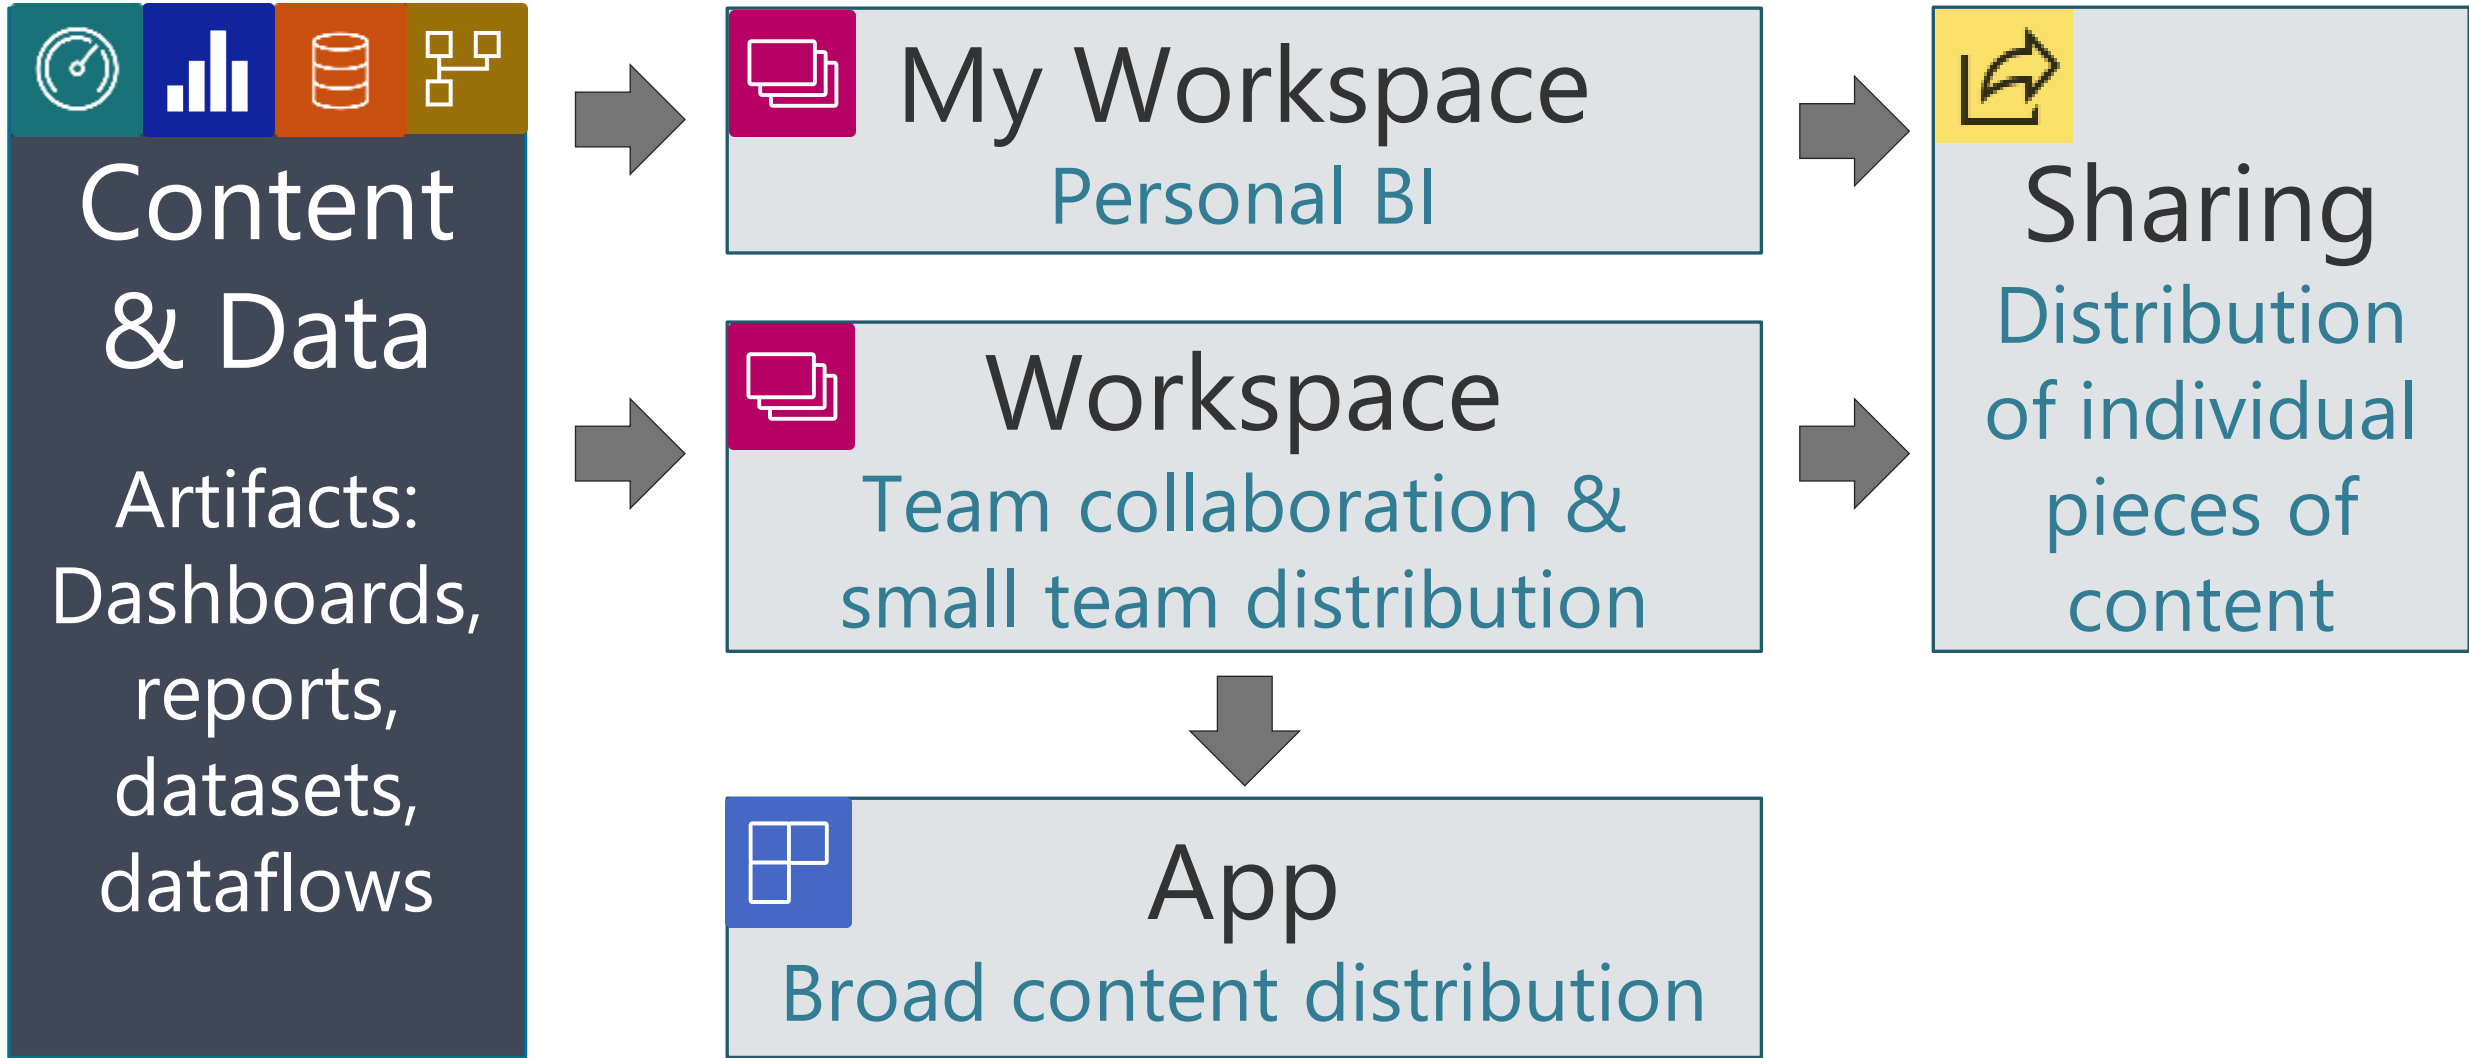 Content
& Data
Artifacts:
Dashboards,
reports,
datasets,
dataflows
My Workspace
Personal BI
Workspace
Team collaboration &
small team distribution
App
Broad content distribution
Sharing
Distribution
of individual
pieces of
content